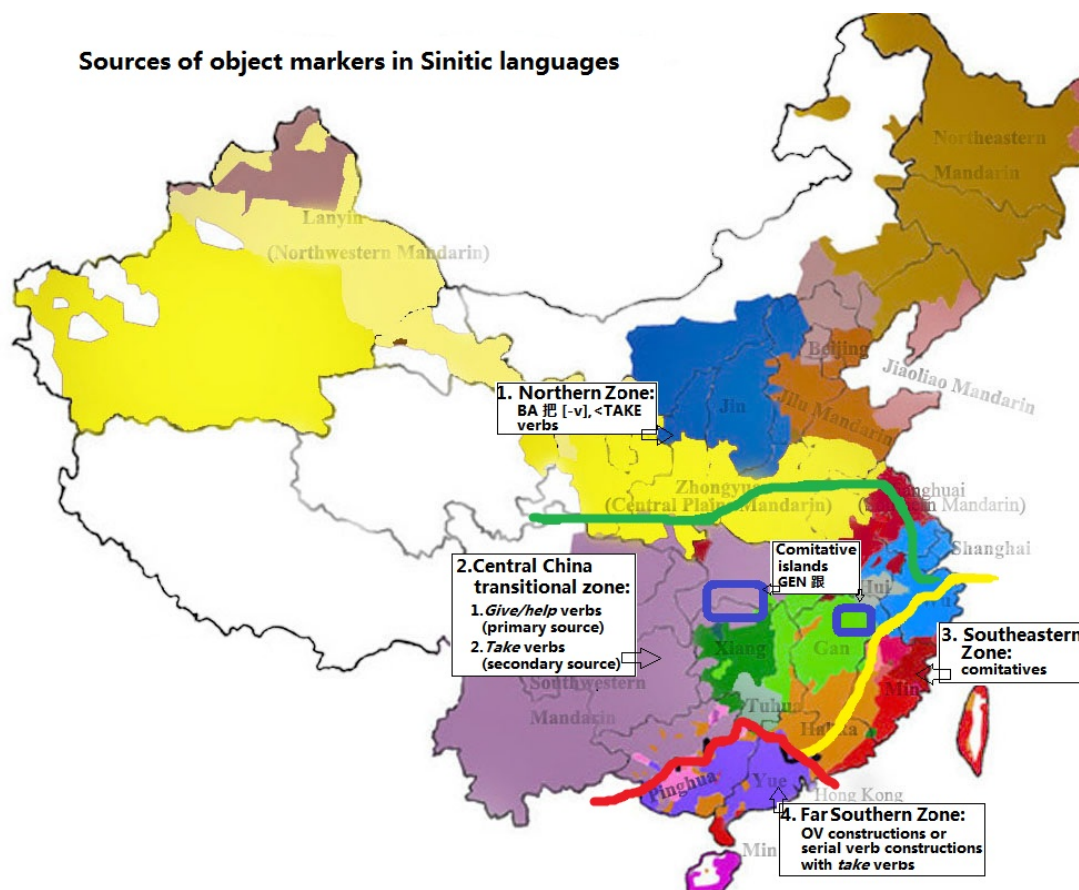 Sources of object markers in Sinitic languages
Northeastern
Mandarin
Lanyin
(Northwestern Mandarin)
Beijing
Jiaoliao Mandarin
Jin
Jilu Mandarin
1. Northern Zone:
BA 把 [-v], <TAKE
verbs
Zhongyuan
(Central Plains Mandarin)
Mandarin)
Shanghai
2.Central China
transitional zone:
1. Give/help verbs
(primary source)
2. Take verbs
(secondary source)
Comitative
islands
GEN 跟
Hui
Wu
Xiang
Gan
3. Southeastern
Zone:
comitatives
Southwestern
Mandarin
Min
Tuhua
Hakka
Pinghua
Yue
Hong Kong
4. Far Southern Zone:
OV constructions or
serial verb constructions
with take verbs
Min